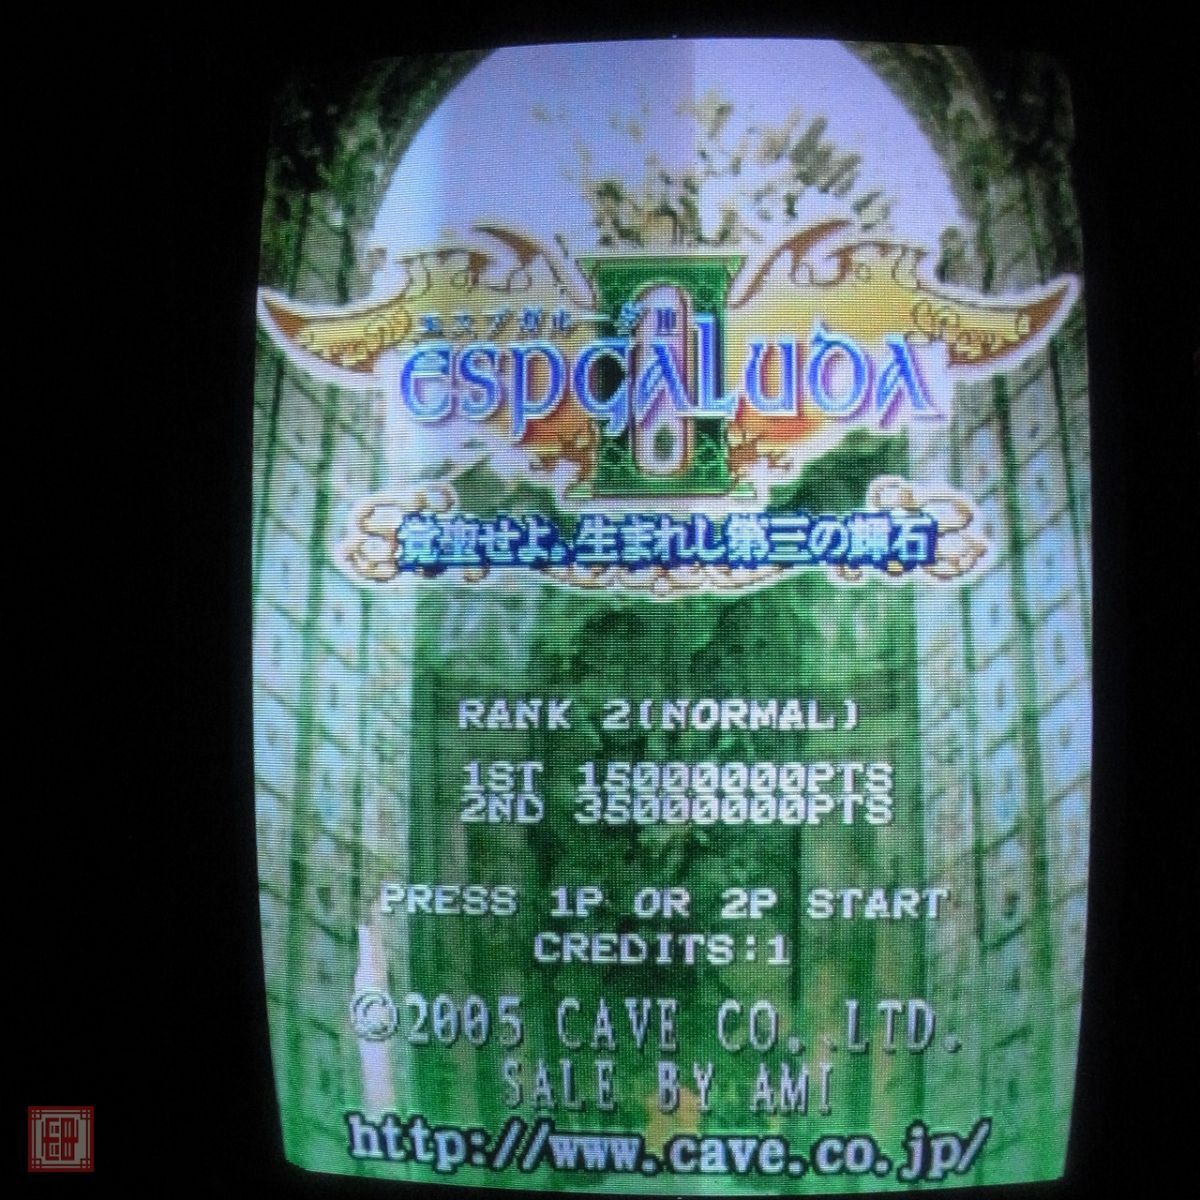 エスプガルーダII
ESPGALUDA
II
覚聖せよ。生まれし第三の輝石
RANK 2(NORMAL)
1ST 15000000PTS
2ND 35000000PTS
PRESS 1P OR 2P START
CREDITS:1
©2005 CAVE CO.,LTD.
SALE BY AMI
http://www.cave.co.jp/